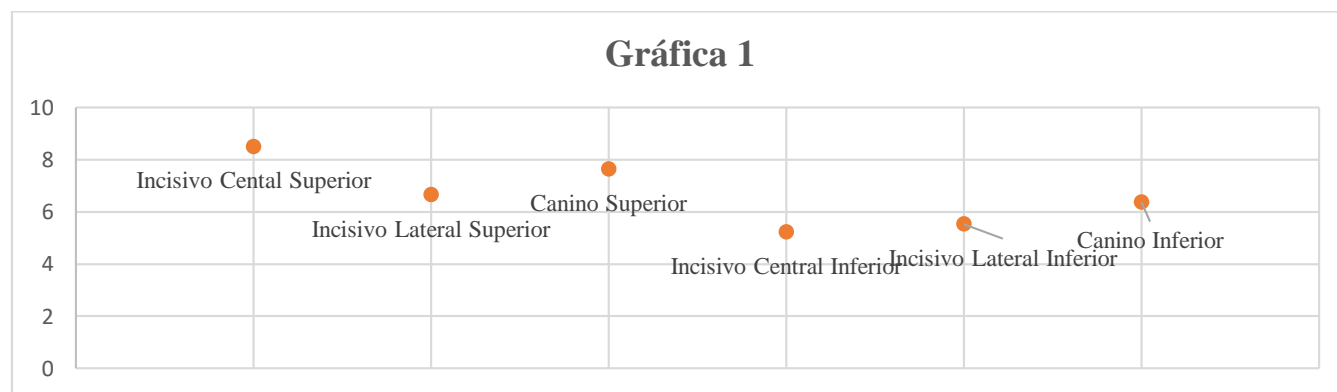 Gráfica 1
10
8
6
4
2
0
Incisivo Cental Superior
Incisivo Lateral Superior
Canino Superior
Incisivo Central Inferior
Incisivo Lateral Inferior
Canino Inferior